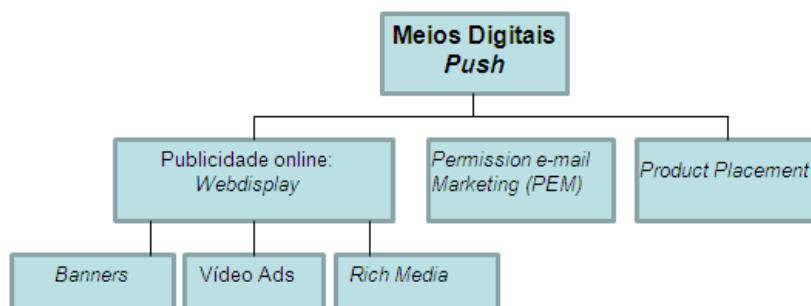 Meios Digitais
Push
Publicidade online:
Webdisplay
Permission e-mail
Marketing (PEM)
Product Placement
Banners
Vídeo Ads
Rich Media